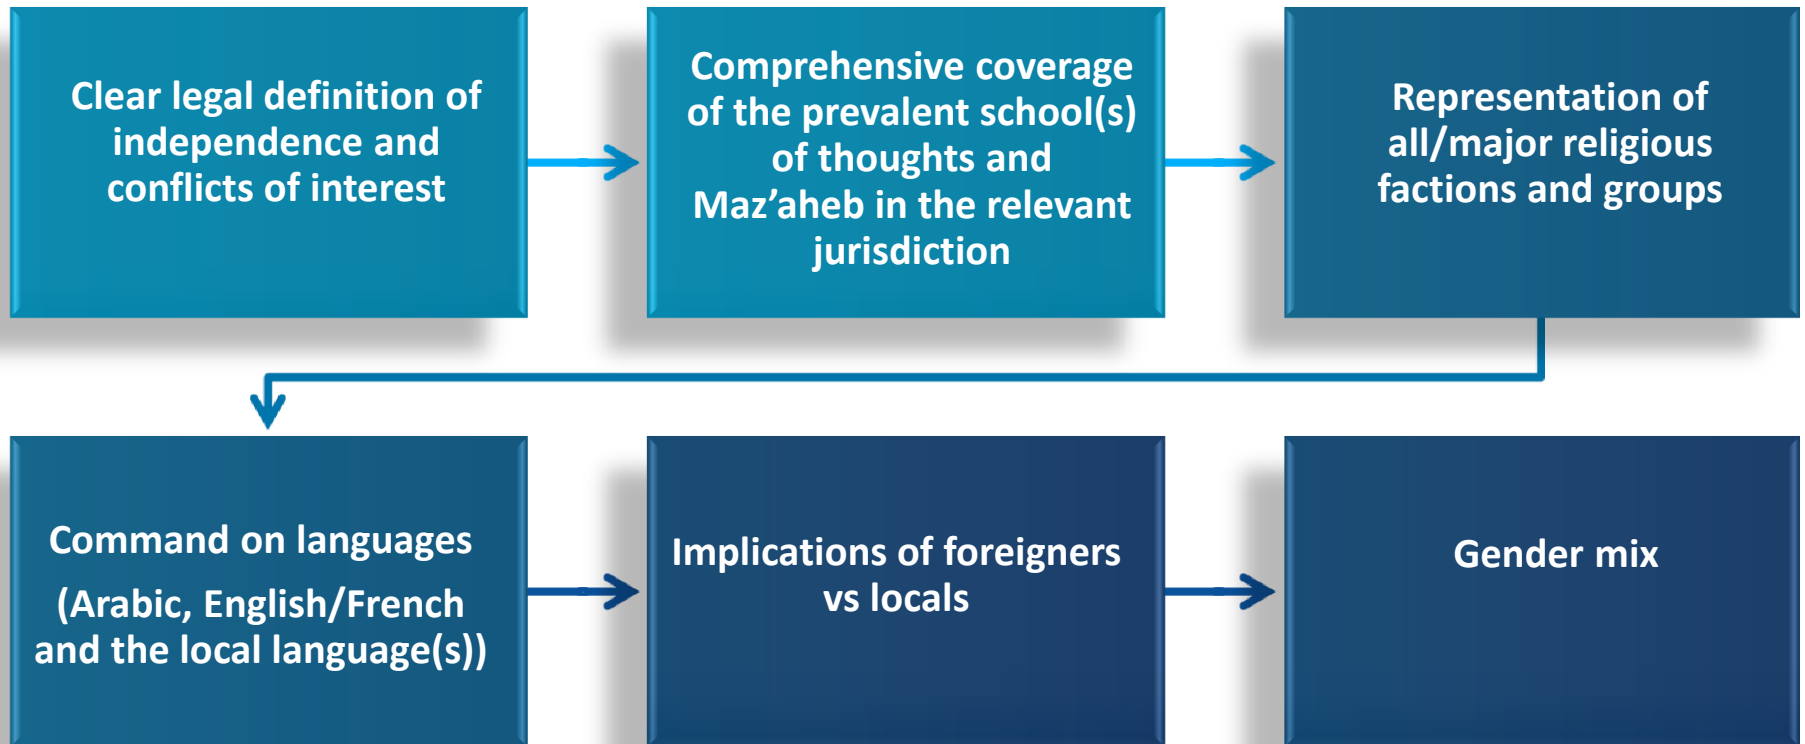 Clear legal definition of
independence and
conflicts of interest
Comprehensive coverage
of the prevalent school(s)
of thoughts and
Maz’aheb in the relevant
jurisdiction
Representation of
all/major religious
factions and groups
Command on languages
(Arabic, English/French
and the local language(s))
Implications of foreigners
vs locals
Gender mix